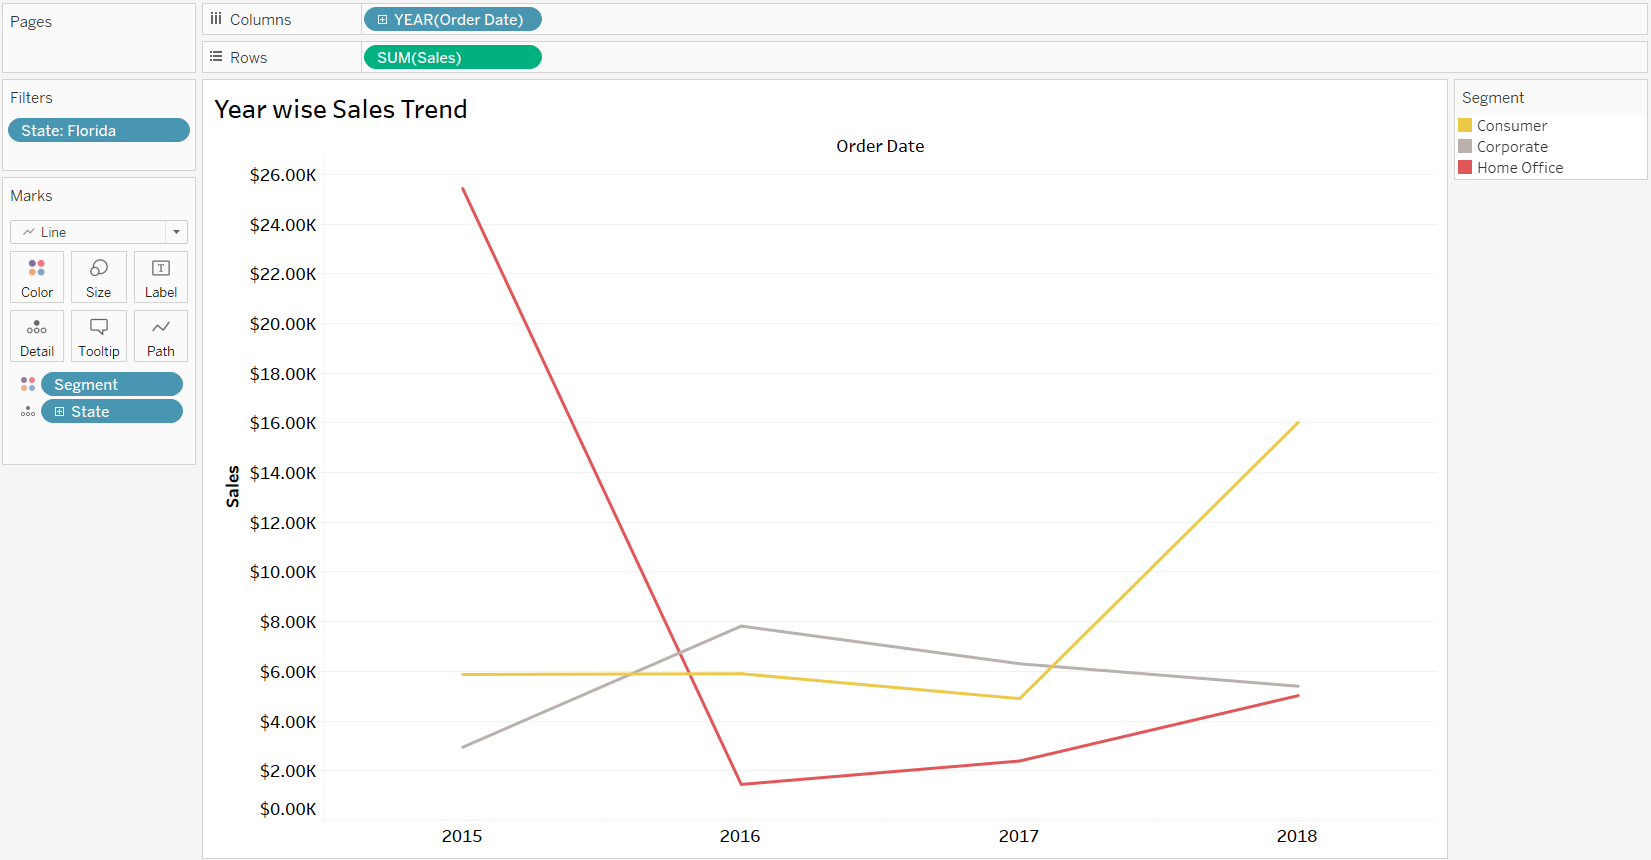 Pages
Columns
YEAR(Order Date)
Rows
SUM(Sales)
Filters
State: Florida
Marks
Line
Color
Size
Label
Detail
Tooltip
Path
Segment
State
Year wise Sales Trend
Order Date
Sales
$26.00K
$24.00K
$22.00K
$20.00K
$18.00K
$16.00K
$14.00K
$12.00K
$10.00K
$8.00K
$6.00K
$4.00K
$2.00K
$0.00K
2015
2016
2017
2018
Segment
Consumer
Corporate
Home Office